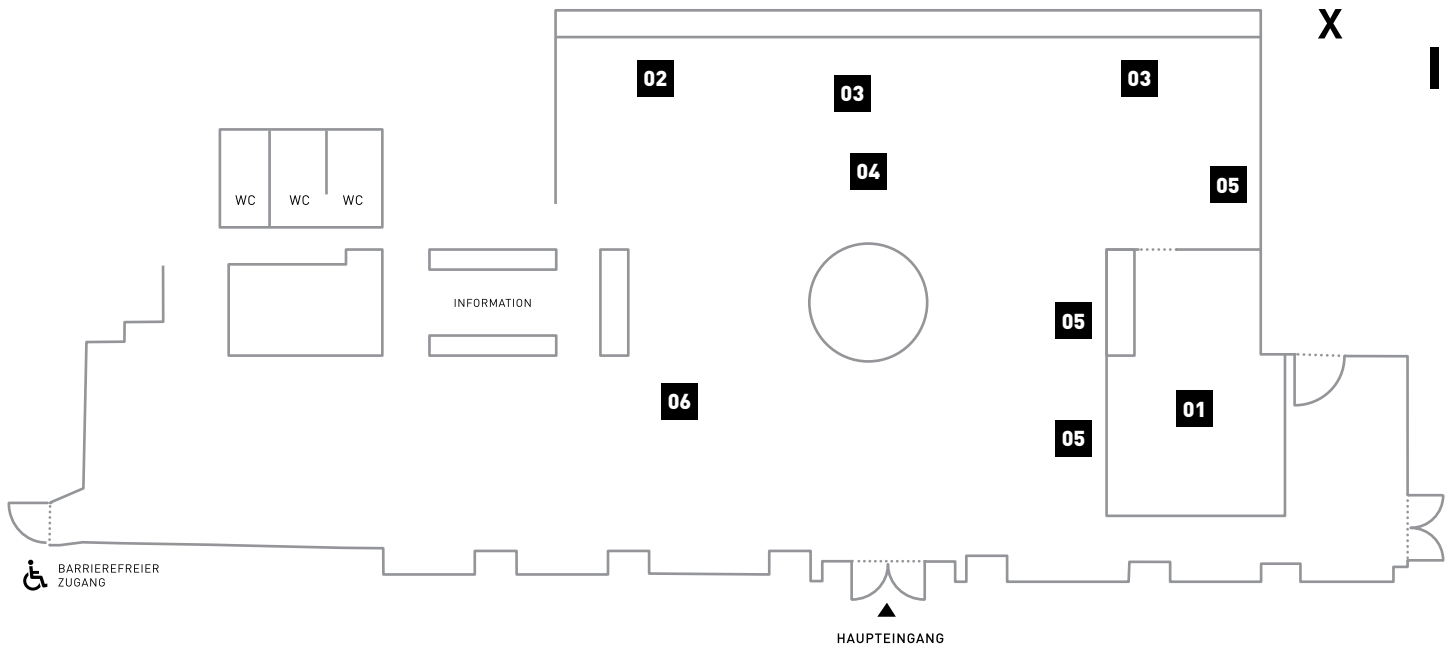 X
I
02
03
03
04
05
WC
WC
WC
INFORMATION
05
06
01
05
BARRIEREFREIER
ZUGANG
HAUPTEINGANG